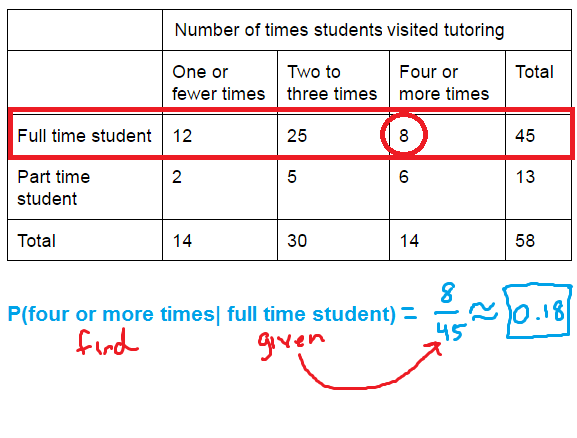 Number of times students visited tutoring
One or fewer times Two to three times Four or more times Total
Full time student 12 25 8 45
Part time student 2 5 6 13
Total 14 30 14 58
P(four or more times| full time student) = 8/45 ≈ 0.18
find given